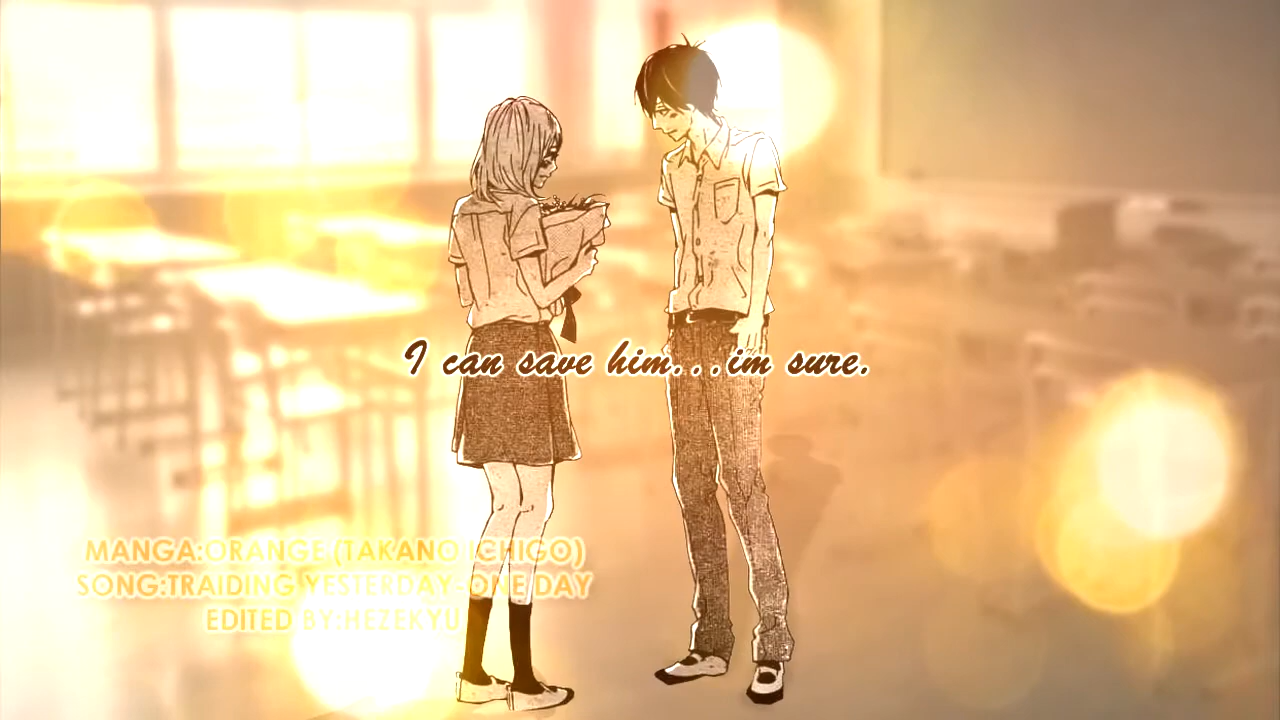 I can save him...im sure.
MANGA:ORANGE (TAKANO ICHIGO)
SONG:TRAIDING YESTERDAY-ONE DAY
EDITED BY:HEZEKYU